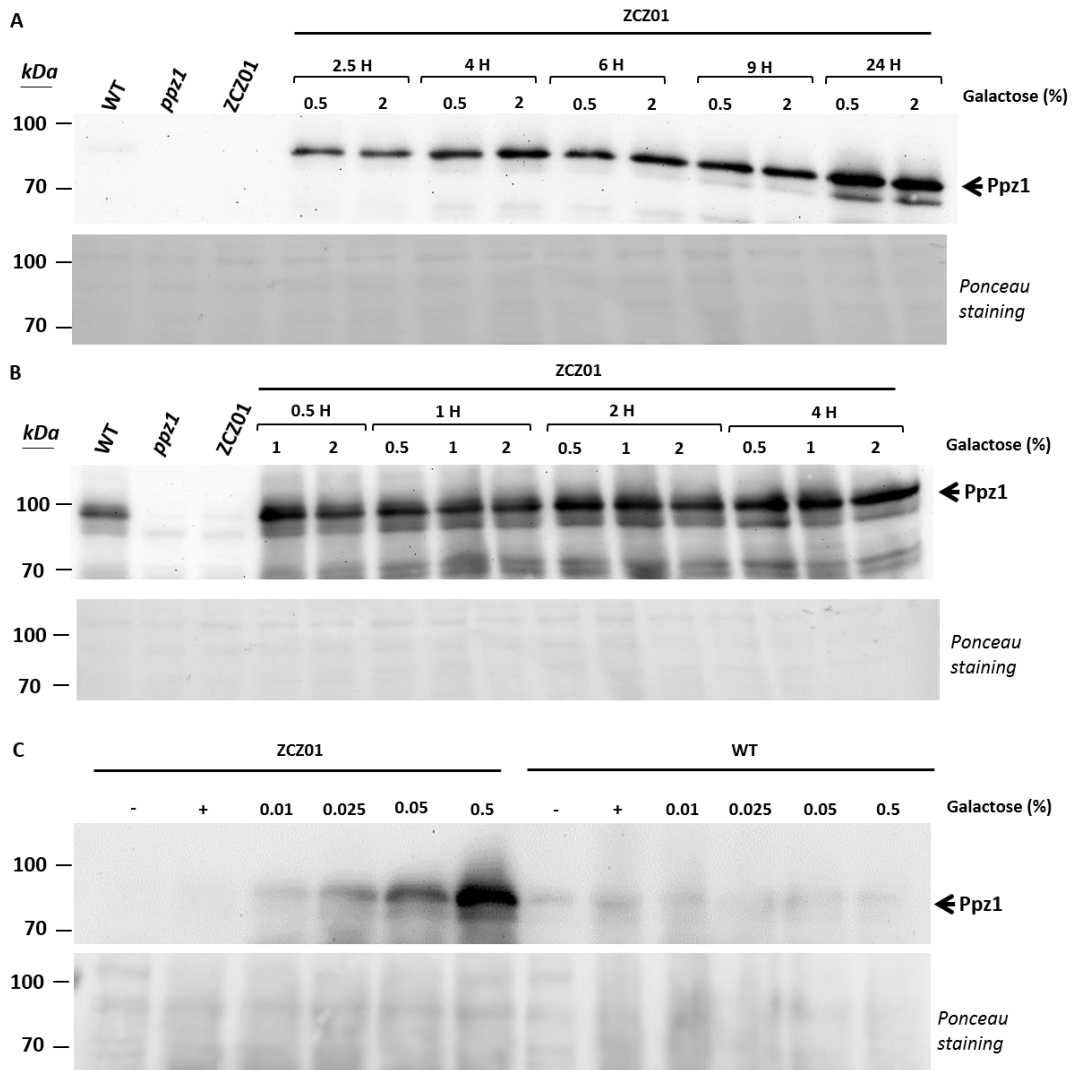 A
ZCZ01
kDa
WT
ppz1
ZCZ01
2.5 H
4 H
6 H
9 H
24 H
0.5 2 0.5 2 0.5 2 0.5 2 0.5 2
Galactose (%)
100
70
Ppz1
100
70
Ponceau
staining
B
ZCZ01
kDa
WT
ppz1
ZCZ01
0.5 H
1 H
2 H
4 H
1 2 0.5 1 2 0.5 1 2 0.5 1 2
Galactose (%)
100
70
Ppz1
100
70
Ponceau
staining
C
ZCZ01
WT
- + 0.01 0.025 0.05 0.5 - + 0.01 0.025 0.05 0.5
Galactose (%)
100
70
Ppz1
100
70
Ponceau
staining